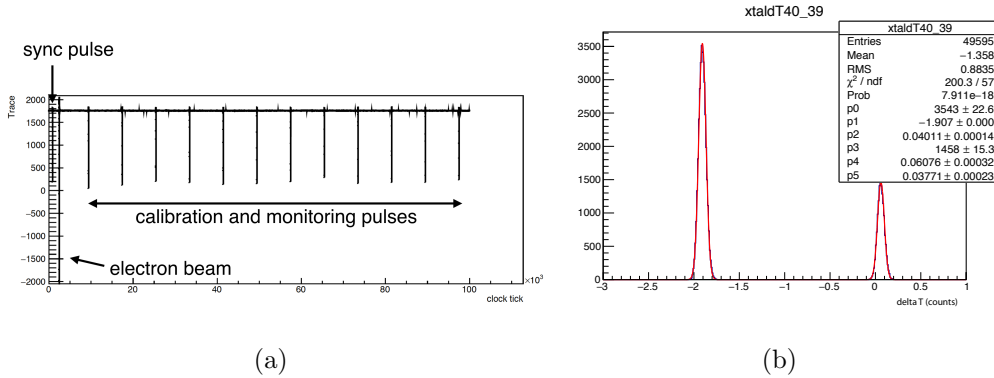 sync pulse
Trace
2000
1500
1000
500
0
−500
−1000
−1500
−2000
calibration and monitoring pulses
electron beam
0 20 40 60 80 100
×10³
clock tick
(a)
xtaldT40_39
xtaldT40_39
Entries 49595
Mean −1.358
RMS 0.8835
χ² / ndf 200.3 / 57
Prob 7.911e−18
p0 3543 ± 22.6
p1 −1.907 ± 0.000
p2 0.04011 ± 0.00014
p3 1458 ± 15.3
p4 0.06076 ± 0.00032
p5 0.03771 ± 0.00023
3500
3000
2500
2000
1500
1000
500
0
−3 −2.5 −2 −1.5 −1 −0.5 0 0.5 1
delta T (counts)
(b)